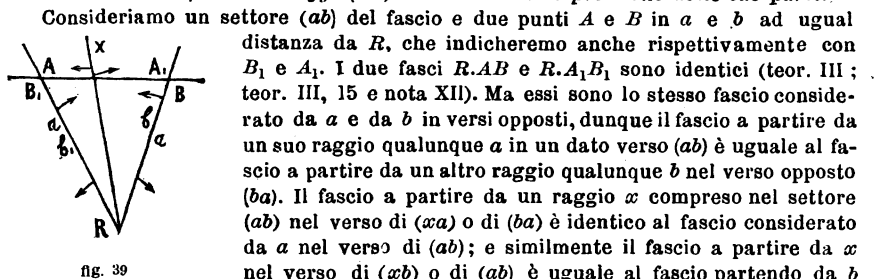 Consideriamo un settore (ab) del fascio e due punti A e B in a e b ad ugual
distanza da R, che indicheremo anche rispettivamente con
B₁ e A₁. I due fasci R.AB e R.A₁B₁ sono identici (teor. III ;
teor. III, 15 e nota XII). Ma essi sono lo stesso fascio conside-
rato da a e da b in versi opposti, dunque il fascio a partire da
un suo raggio qualunque a in un dato verso (ab) è uguale al fa-
scio a partire da un altro raggio qualunque b nel verso opposto
(ba). Il fascio a partire da un raggio x compreso nel settore
(ab) nel verso di (xa) o di (ba) è identico al fascio considerato
da a nel verso di (ab); e similmente il fascio a partire da x
nel verso di (xb) o di (ab) è uguale al fascio partendo da b
X
A A₁
B₁ B
a b
b₁ a
R
fig. 39